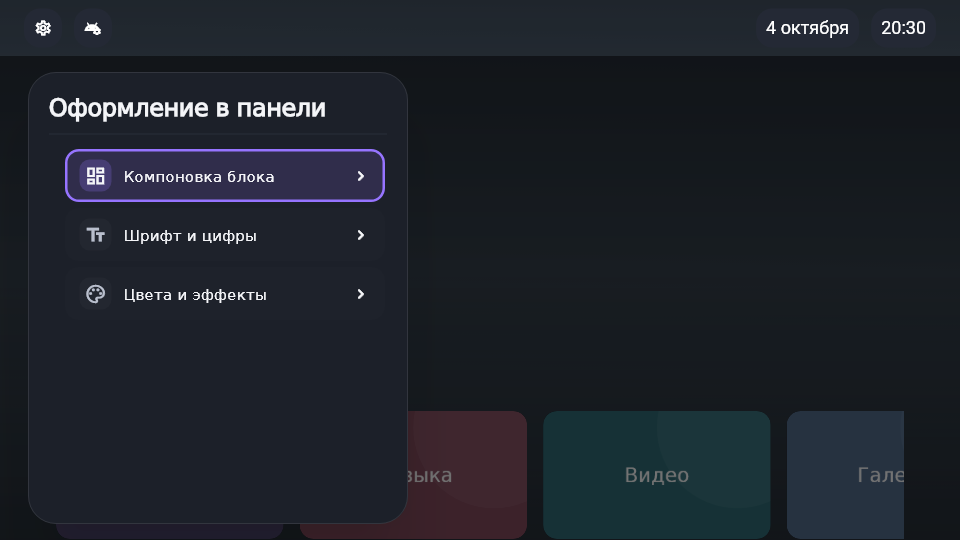 4 октября
20:30
Оформление в панели
Компоновка блока
Шрифт и цифры
Цвета и эффекты
Видео